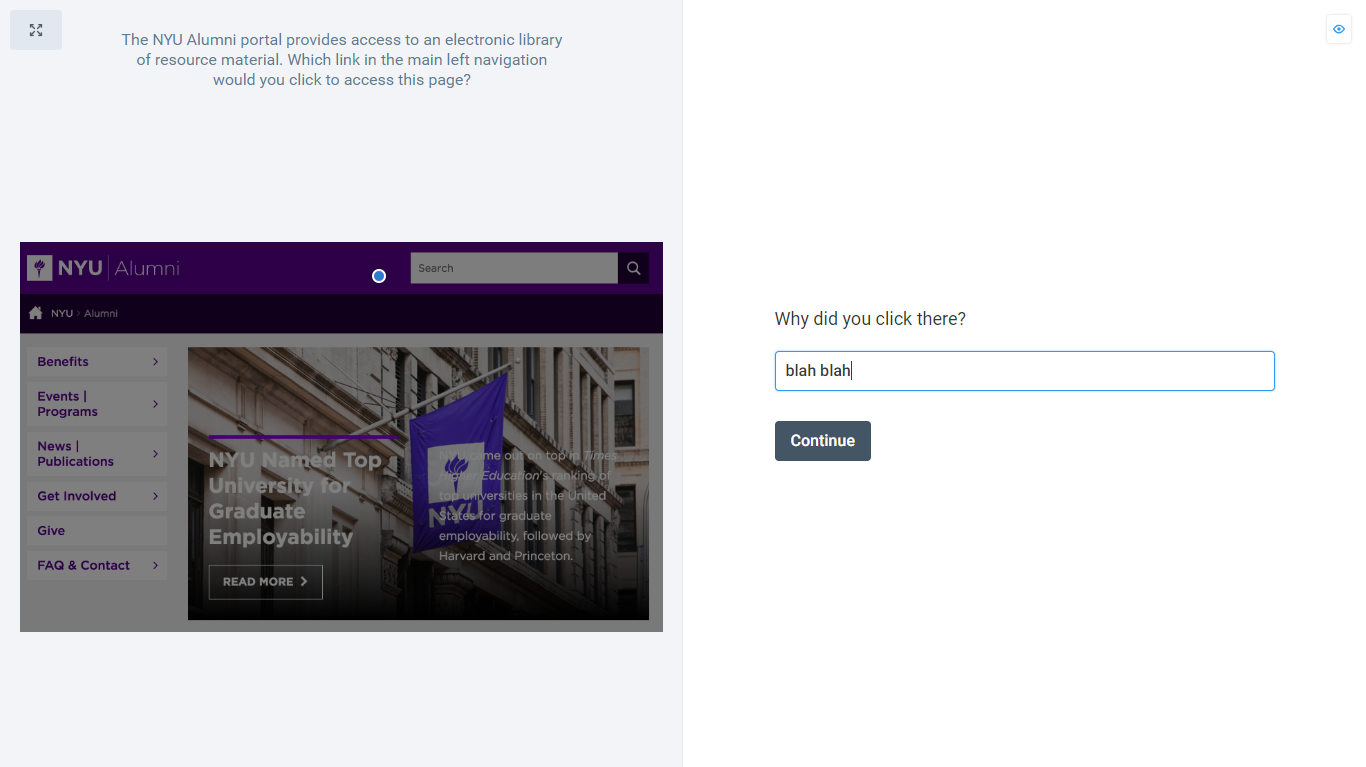 The NYU Alumni portal provides access to an electronic library
of resource material. Which link in the main left navigation
would you click to access this page?
NYU Alumni
Search
NYU > Alumni
Benefits
Events |
Programs
News |
Publications
Get Involved
Give
FAQ & Contact
NYU Named Top
University for
Graduate
Employability
READ MORE
NYU came out on top in Times
Higher Education's ranking of
top universities in the United
States for graduate
employability, followed by
Harvard and Princeton.
NYU
Why did you click there?
blah blah
Continue